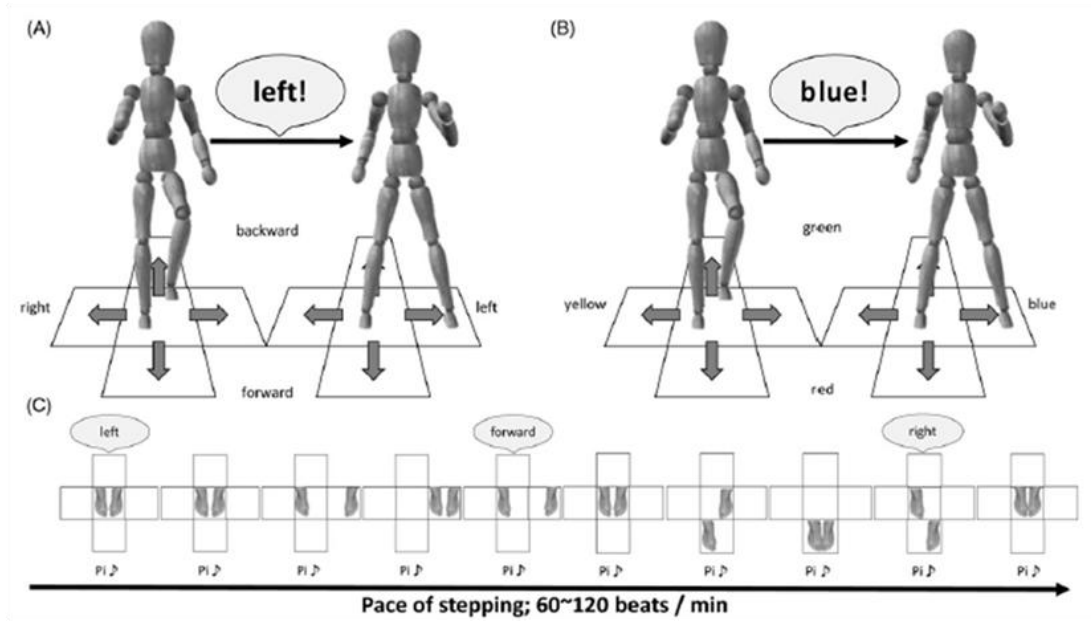 (A)
left!
backward
right
left
forward
(B)
blue!
green
yellow
blue
red
(C)
left
forward
right
Pi♪ Pi♪ Pi♪ Pi♪ Pi♪ Pi♪ Pi♪ Pi♪ Pi♪ Pi♪
Pace of stepping; 60~120 beats / min